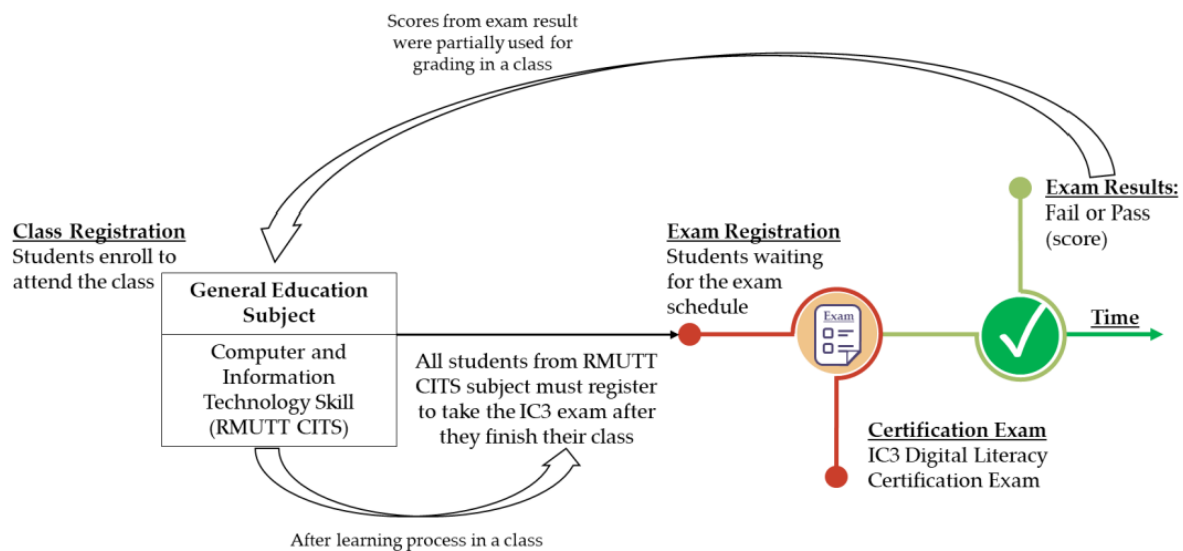 Scores from exam result
were partially used for
grading in a class
Class Registration
Students enroll to
attend the class
General Education
Subject
Computer and
Information
Technology Skill
(RMUTT CITS)
All students from RMUTT
CITS subject must register
to take the IC3 exam after
they finish their class
After learning process in a class
Exam Registration
Students waiting
for the exam
schedule
Exam
Certification Exam
IC3 Digital Literacy
Certification Exam
Exam Results:
Fail or Pass
(score)
Time